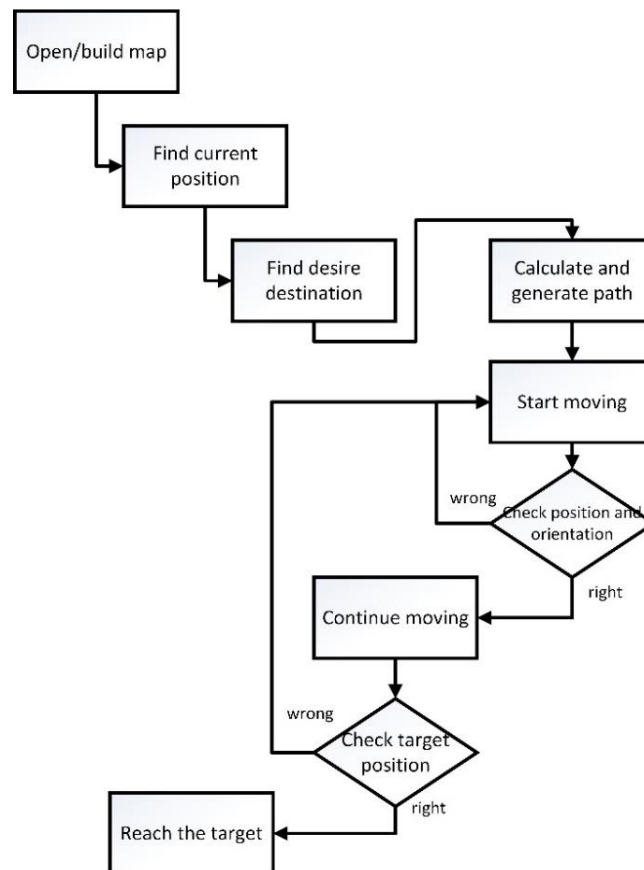 Open/build map
Find current
position
Find desire
destination
Calculate and
generate path
Start moving
wrong
Check position and
orientation
right
Continue moving
wrong
Check target
position
right
Reach the target